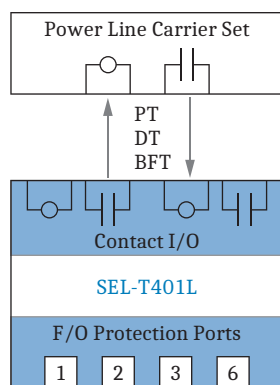 Power Line Carrier Set
PT
DT
BFT
Contact I/O
SEL-T401L
F/O Protection Ports
1 2 3 6